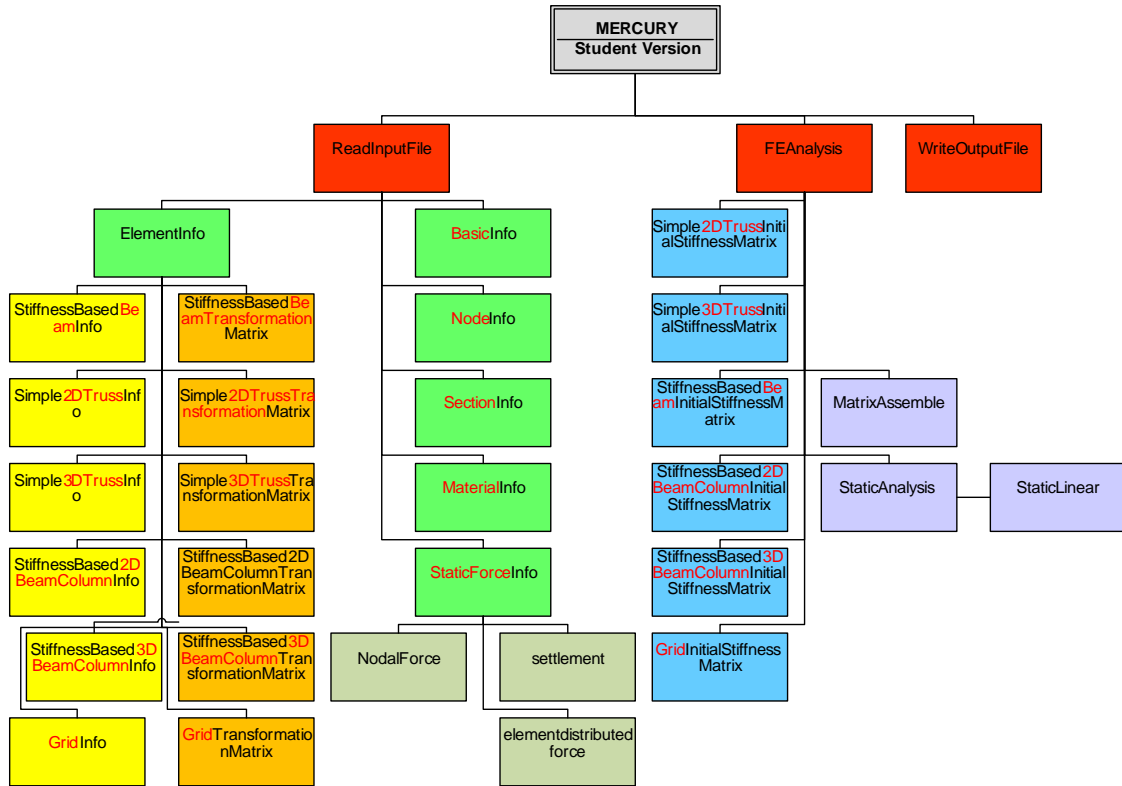 MERCURY
Student Version
ReadInputFile
FEAnalysis
WriteOutputFile
ElementInfo
BasicInfo
Simple2DTrussIniti
alStiffnessMatrix
StiffnessBasedBe
amInfo
StiffnessBasedBe
amTransformation
Matrix
NodeInfo
Simple3DTrussIniti
alStiffnessMatrix
Simple2DTrussInf
o
Simple2DTrussTra
nsformationMatrix
SectionInfo
StiffnessBasedBe
amInitialStiffnessM
atrix
MatrixAssemble
Simple3DTrussInf
o
Simple3DTrussTra
nsformationMatrix
MaterialInfo
StiffnessBased2D
BeamColumnInitial
StiffnessMatrix
StaticAnalysis
StaticLinear
StiffnessBased2D
BeamColumnInfo
StiffnessBased2D
BeamColumnTran
sformationMatrix
StaticForceInfo
StiffnessBased3D
BeamColumnInitial
StiffnessMatrix
StiffnessBased3D
BeamColumnInfo
StiffnessBased3D
BeamColumnTran
sformationMatrix
NodalForce
settlement
GridInitialStiffness
Matrix
GridInfo
GridTransformatio
nMatrix
elementdistributed
force